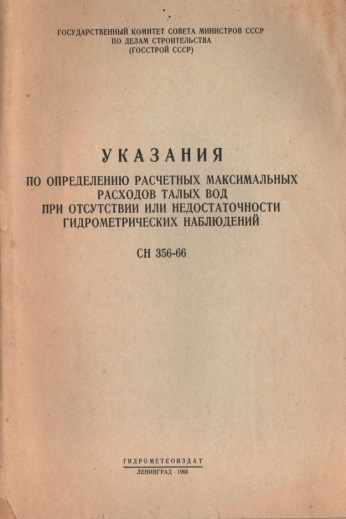 ГОСУДАРСТВЕННЫЙ КОМИТЕТ СОВЕТА МИНИСТРОВ СССР
ПО ДЕЛАМ СТРОИТЕЛЬСТВА
(ГОССТРОЙ СССР)
УКАЗАНИЯ
ПО ОПРЕДЕЛЕНИЮ РАСЧЕТНЫХ МАКСИМАЛЬНЫХ
РАСХОДОВ ТАЛЫХ ВОД
ПРИ ОТСУТСТВИИ ИЛИ НЕДОСТАТОЧНОСТИ
ГИДРОМЕТРИЧЕСКИХ НАБЛЮДЕНИЙ
СН 356-66
ГИДРОМЕТЕОИЗДАТ
ЛЕНИНГРАД · 1966